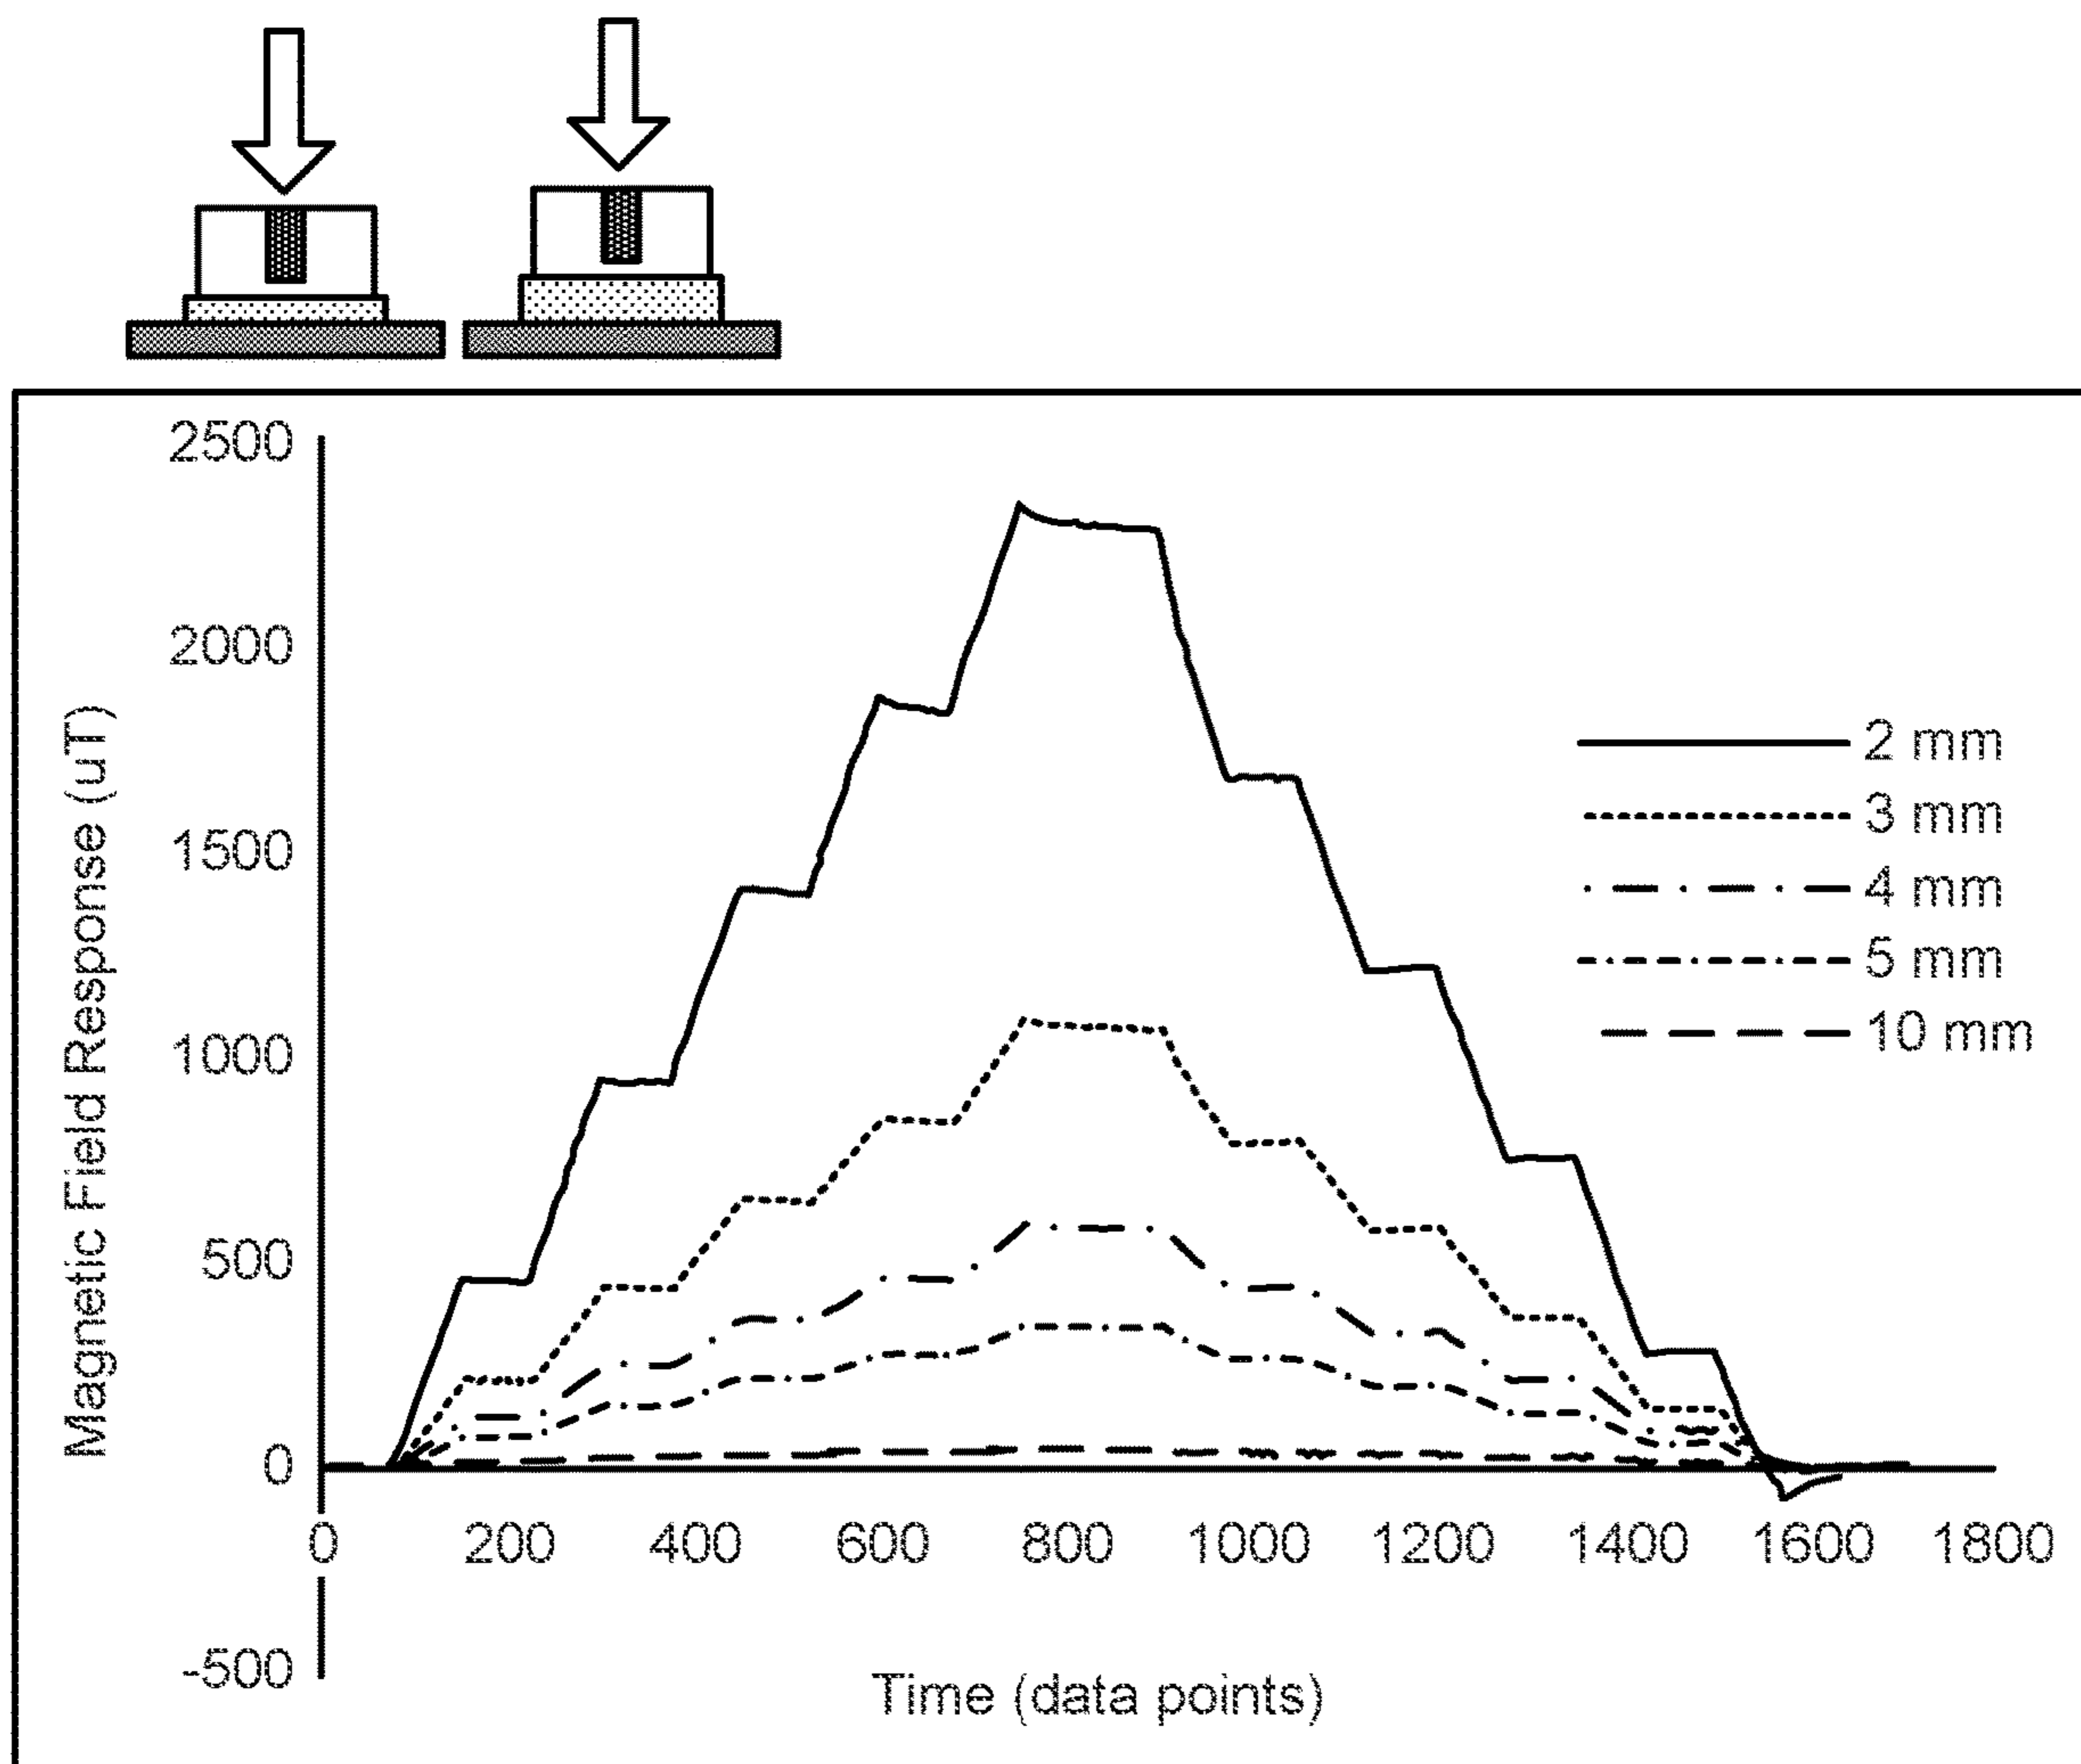 2500
2000
1500
1000
500
0
-500
Magnetic Field Response (uT)
2 mm
3 mm
4 mm
5 mm
10 mm
0 200 400 600 800 1000 1200 1400 1600 1800
Time (data points)